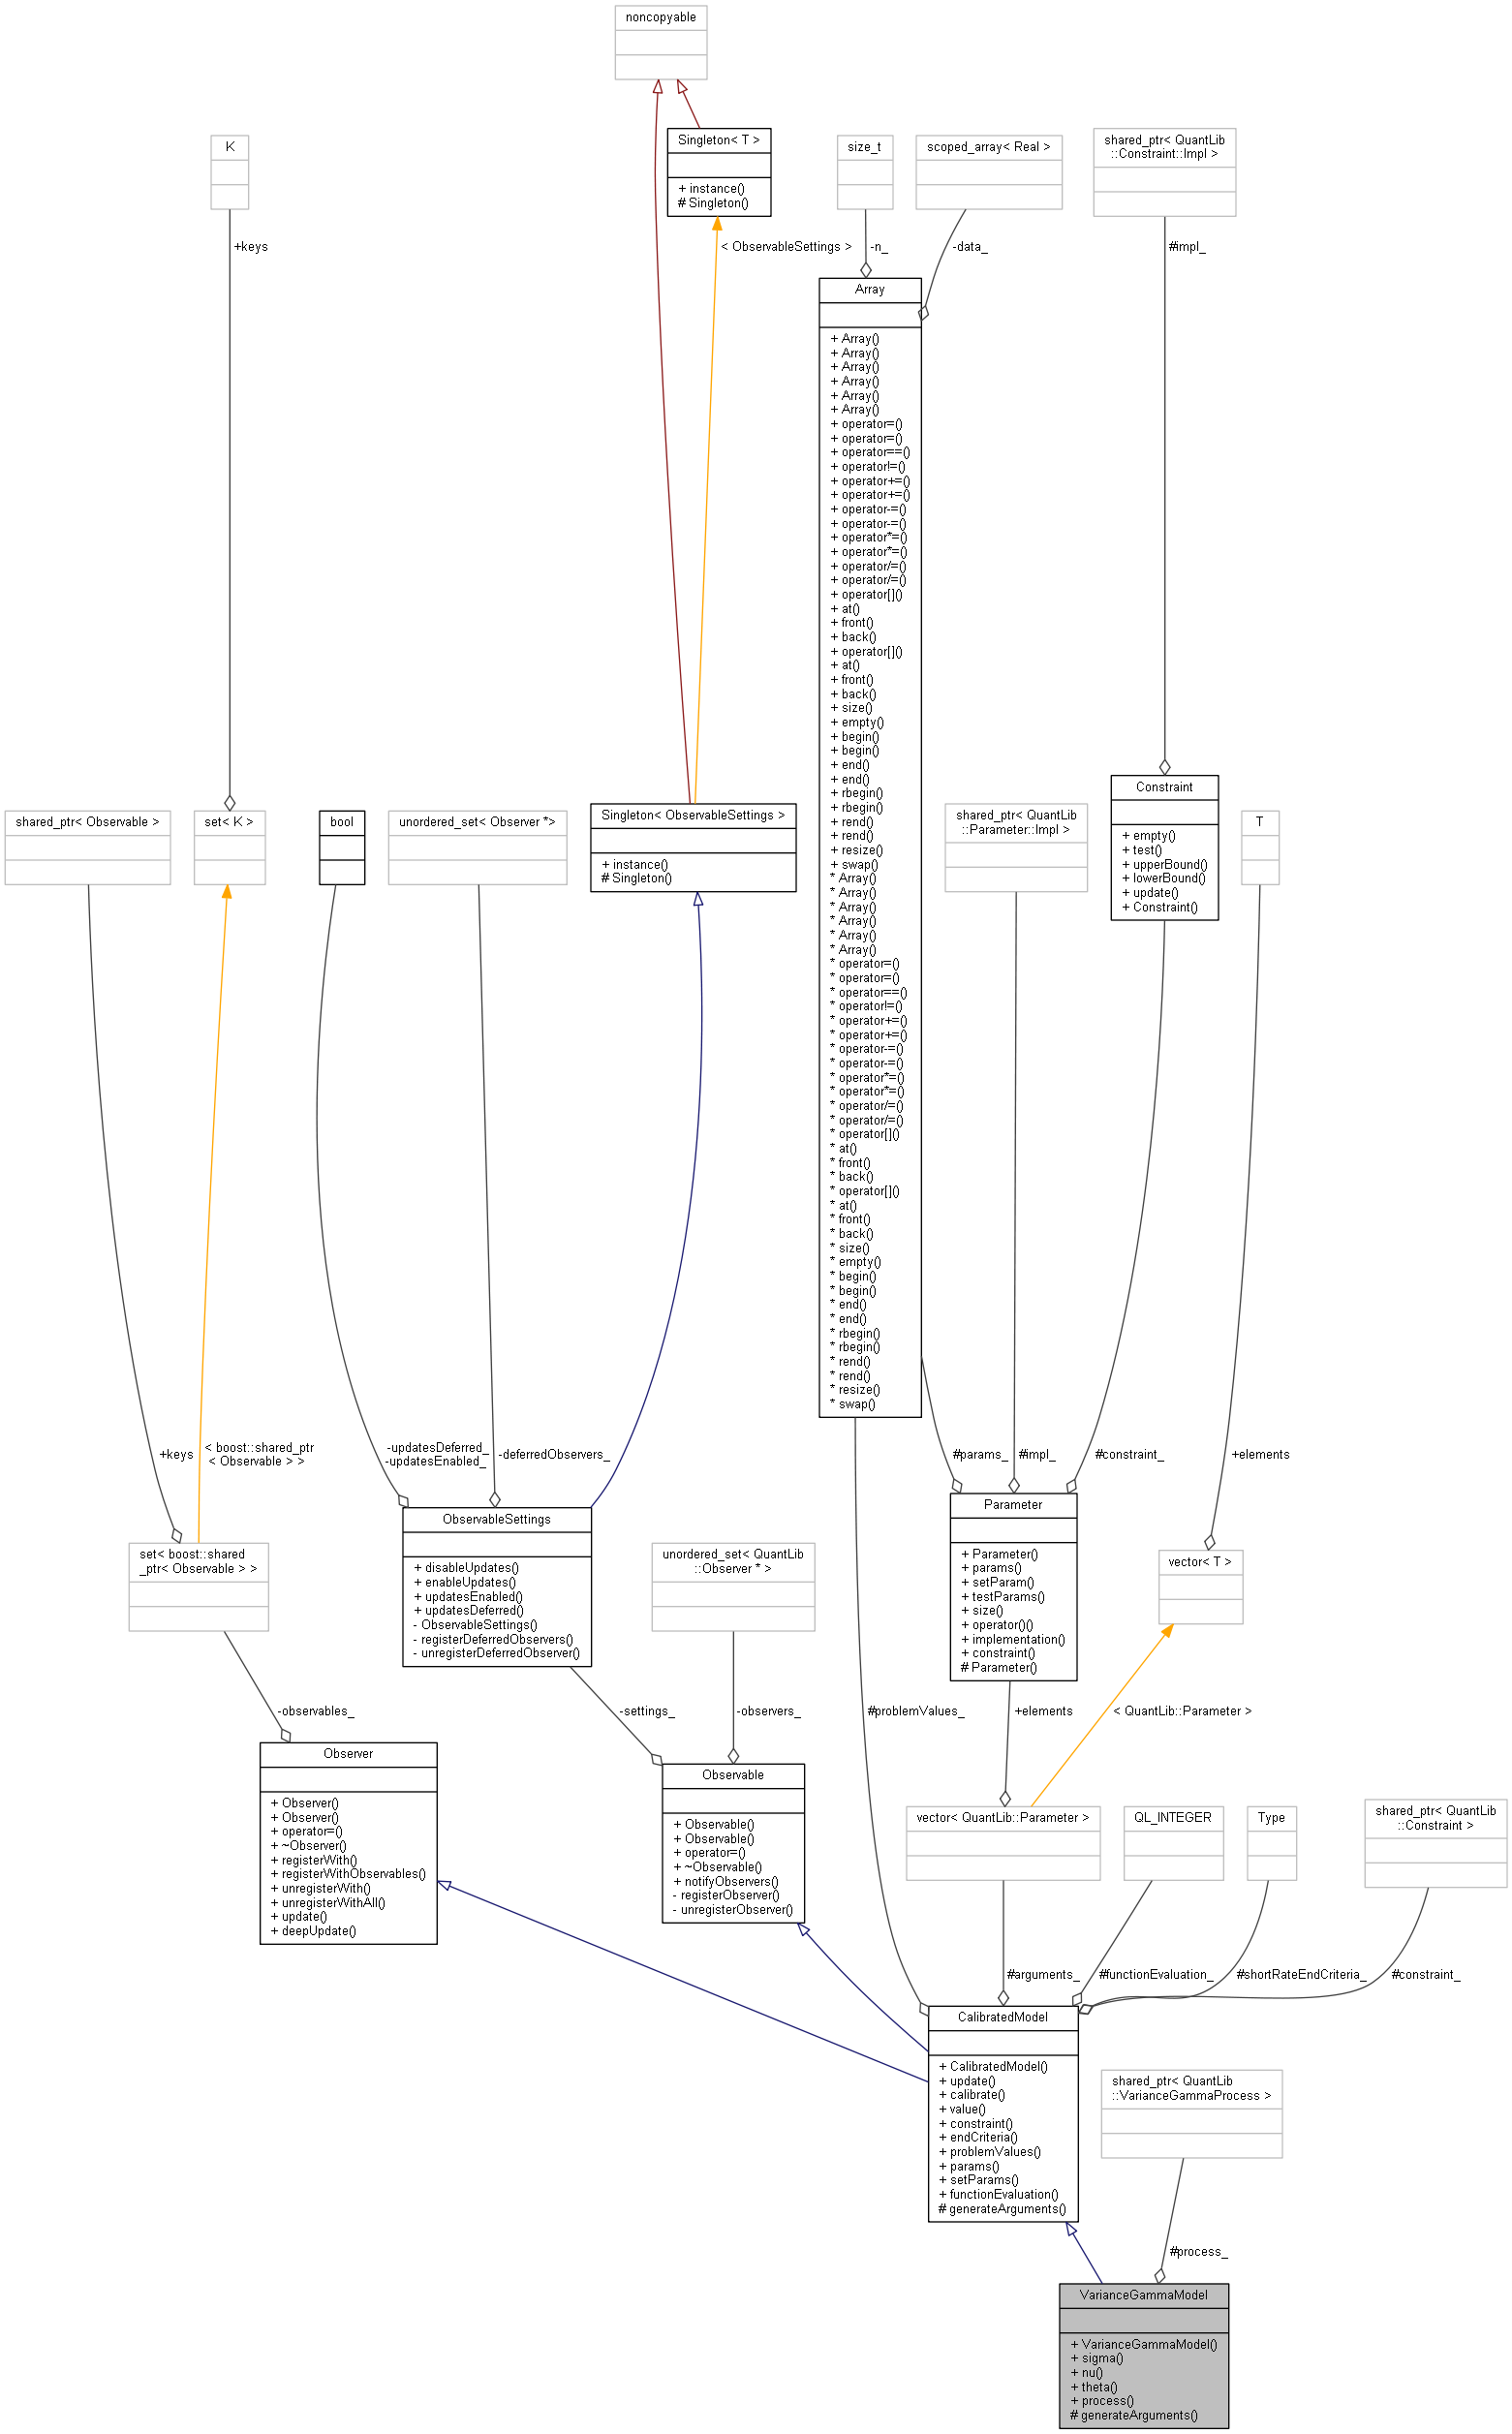 noncopyable
Singleton< T >
+ instance()
# Singleton()
K
size_t
scoped_array< Real >
shared_ptr< QuantLib
::Constraint::Impl >
+keys
< ObservableSettings >
-n_
-data_
#impl_
Array
+ Array()
+ Array()
+ Array()
+ Array()
+ Array()
+ Array()
+ operator=()
+ operator=()
+ operator==()
+ operator!=()
+ operator+=()
+ operator+=()
+ operator-=()
+ operator-=()
+ operator*=()
+ operator*=()
+ operator/=()
+ operator/=()
+ operator[]()
+ at()
+ front()
+ back()
+ operator[]()
+ at()
+ front()
+ back()
+ size()
+ empty()
+ begin()
+ begin()
+ end()
+ end()
+ rbegin()
+ rbegin()
+ rend()
+ rend()
+ resize()
+ swap()
* Array()
* Array()
* Array()
* Array()
* Array()
* Array()
* operator=()
* operator=()
* operator==()
* operator!=()
* operator+=()
* operator+=()
* operator-=()
* operator-=()
* operator*=()
* operator*=()
* operator/=()
* operator/=()
* operator[]()
* at()
* front()
* back()
* operator[]()
* at()
* front()
* back()
* size()
* empty()
* begin()
* begin()
* end()
* end()
* rbegin()
* rbegin()
* rend()
* rend()
* resize()
* swap()
shared_ptr< Observable >
set< K >
bool
unordered_set< Observer *>
Singleton< ObservableSettings >
+ instance()
# Singleton()
shared_ptr< QuantLib
::Parameter::Impl >
Constraint
+ empty()
+ test()
+ upperBound()
+ lowerBound()
+ update()
+ Constraint()
T
+keys
< boost::shared_ptr
< Observable > >
-updatesDeferred_
-updatesEnabled_
-deferredObservers_
#params_
#impl_
#constraint_
+elements
set< boost::shared
_ptr< Observable > >
ObservableSettings
+ disableUpdates()
+ enableUpdates()
+ updatesEnabled()
+ updatesDeferred()
- ObservableSettings()
- registerDeferredObservers()
- unregisterDeferredObserver()
unordered_set< QuantLib
::Observer * >
Parameter
+ Parameter()
+ params()
+ setParam()
+ testParams()
+ size()
+ operator()()
+ implementation()
+ constraint()
# Parameter()
vector< T >
-observables_
-settings_
-observers_
#problemValues_
+elements
< QuantLib::Parameter >
Observer
+ Observer()
+ Observer()
+ operator=()
+ ~Observer()
+ registerWith()
+ registerWithObservables()
+ unregisterWith()
+ unregisterWithAll()
+ update()
+ deepUpdate()
Observable
+ Observable()
+ Observable()
+ operator=()
+ ~Observable()
+ notifyObservers()
- registerObserver()
- unregisterObserver()
vector< QuantLib::Parameter >
QL_INTEGER
Type
shared_ptr< QuantLib
::Constraint >
#arguments_
#functionEvaluation_
#shortRateEndCriteria_
#constraint_
CalibratedModel
+ CalibratedModel()
+ update()
+ calibrate()
+ value()
+ constraint()
+ endCriteria()
+ problemValues()
+ params()
+ setParams()
+ functionEvaluation()
# generateArguments()
shared_ptr< QuantLib
::VarianceGammaProcess >
#process_
VarianceGammaModel
+ VarianceGammaModel()
+ sigma()
+ nu()
+ theta()
+ process()
# generateArguments()